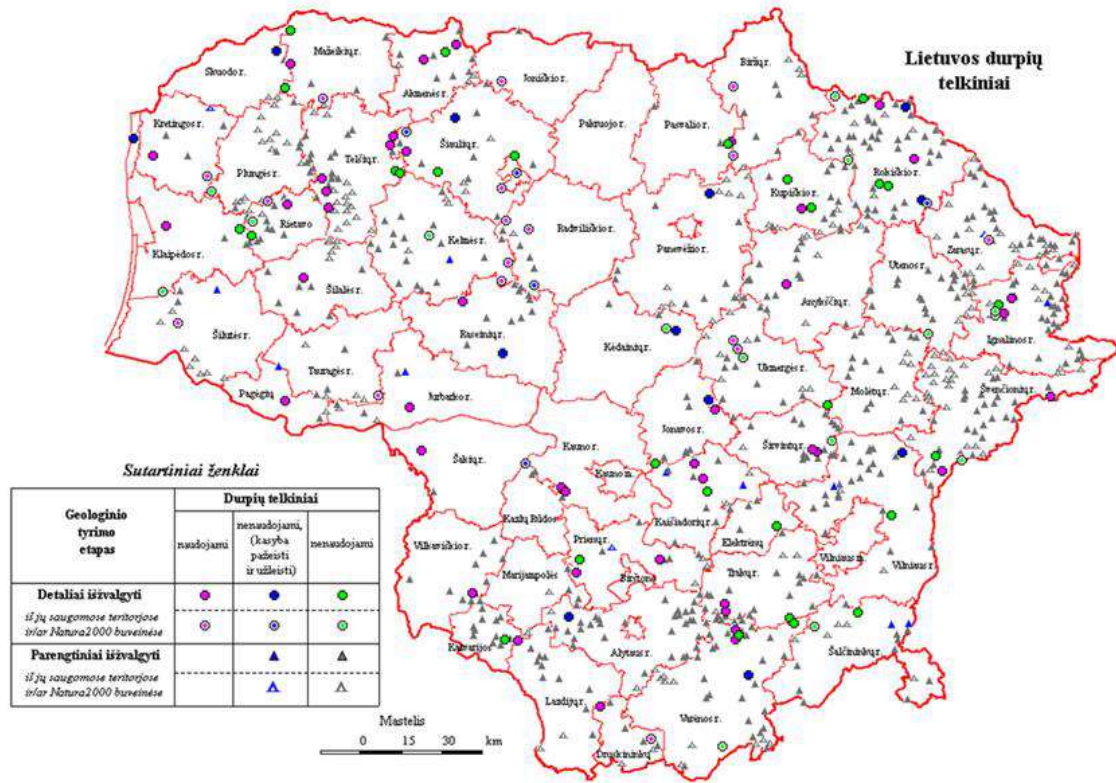 Lietuvos durpių
telkiniai
Skuodo r.
Mažeikių r.
Akmenės r.
Joniškio r.
Biržų r.
Kretingos r.
Plungės r.
Telšių r.
Šiaulių r.
Pakruojo r.
Pasvalio r.
Rokiškio r.
Kupiškio r.
Rietavo
Klaipėdos r.
Kelmės r.
Radviliškio r.
Panevėžio r.
Zarasų r.
Utenos r.
Šilalės r.
Anykščių r.
Šilutės r.
Raseinių r.
Kėdainių r.
Ignalinos r.
Tauragės r.
Ukmergės r.
Molėtų r.
Švenčionių r.
Pagėgių
Jurbarko r.
Jonavos r.
Širvintų r.
Kauno r.
Šakių r.
Kauno m.
Kazlų Rūdos
Kaišiadorių r.
Elektrėnų
Vilkaviškio r.
Prienų r.
Vilniaus m.
Vilniaus r.
Marijampolės
Birštono
Trakų r.
Kalvarijos
Alytaus r.
Šalčininkų r.
Lazdijų r.
Varėnos r.
Druskininkų
Sutartiniai ženklai
Geologinio
tyrimo
etapas
Durpių telkiniai
naudojami
nenaudojami,
(kasyba
pažeisti
ir užleisti)
nenaudojami
Detaliai išžvalgyti
iš jų saugomose teritorjose
ir/ar Natura2000 buveinėse
Parengtiniai išžvalgyti
iš jų saugomose teritorjose
ir/ar Natura2000 buveinėse
Mastelis
0 15 30 km